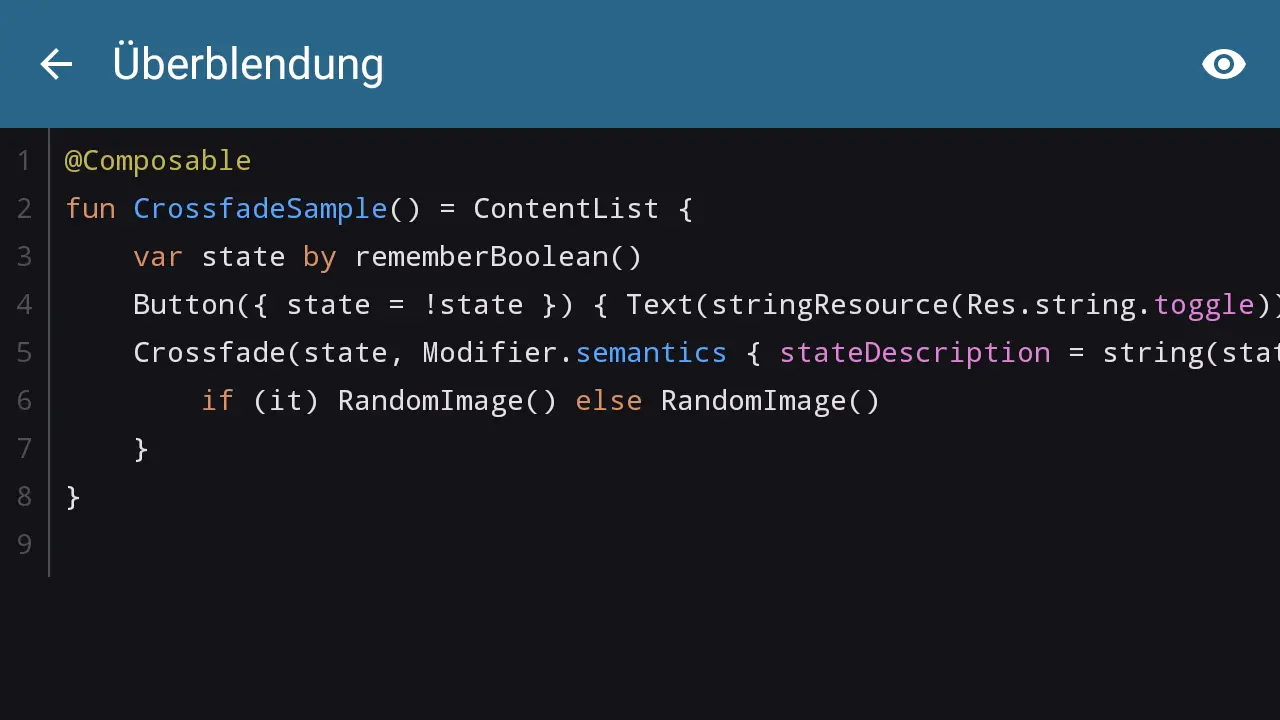 Überblendung
1 @Composable
2 fun CrossfadeSample() = ContentList {
3     var state by rememberBoolean()
4     Button({ state = !state }) { Text(stringResource(Res.string.toggle))
5     Crossfade(state, Modifier.semantics { stateDescription = string(stat
6         if (it) RandomImage() else RandomImage()
7     }
8 }
9